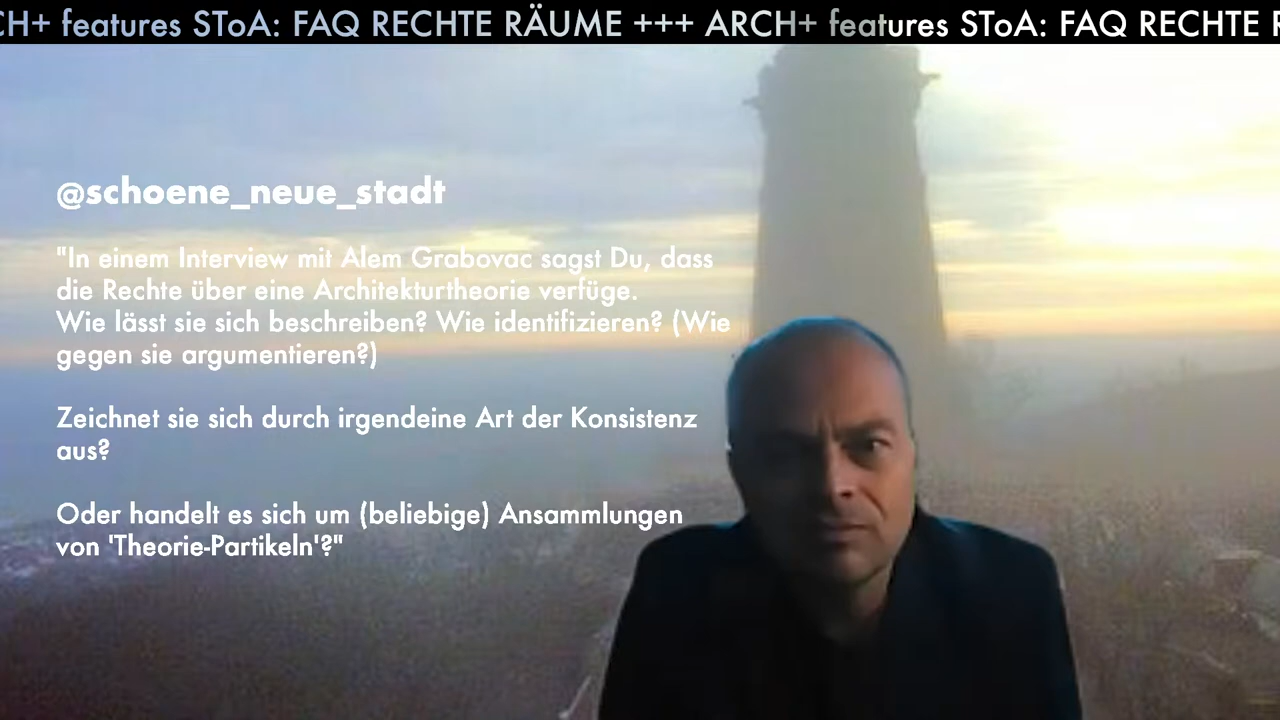 CH+ features SToA: FAQ RECHTE RÄUME +++ ARCH+ features SToA: FAQ RECHTE R
@schoene_neue_stadt
"In einem Interview mit Alem Grabovac sagst Du, dass
die Rechte über eine Architekturtheorie verfüge.
Wie lässt sie sich beschreiben? Wie identifizieren? (Wie
gegen sie argumentieren?)
Zeichnet sie sich durch irgendeine Art der Konsistenz
aus?
Oder handelt es sich um (beliebige) Ansammlungen
von 'Theorie-Partikeln'?"